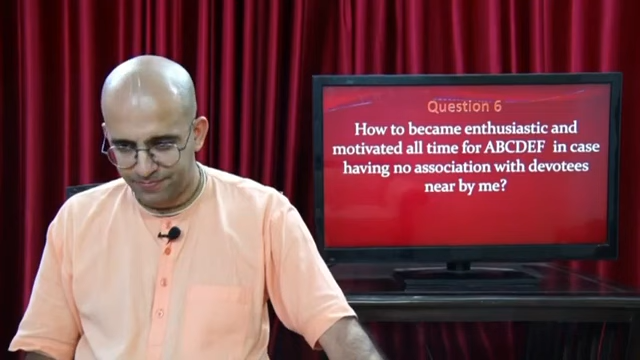 Question 6
How to became enthusiastic and
motivated all time for ABCDEF in case
having no association with devotees
near by me?